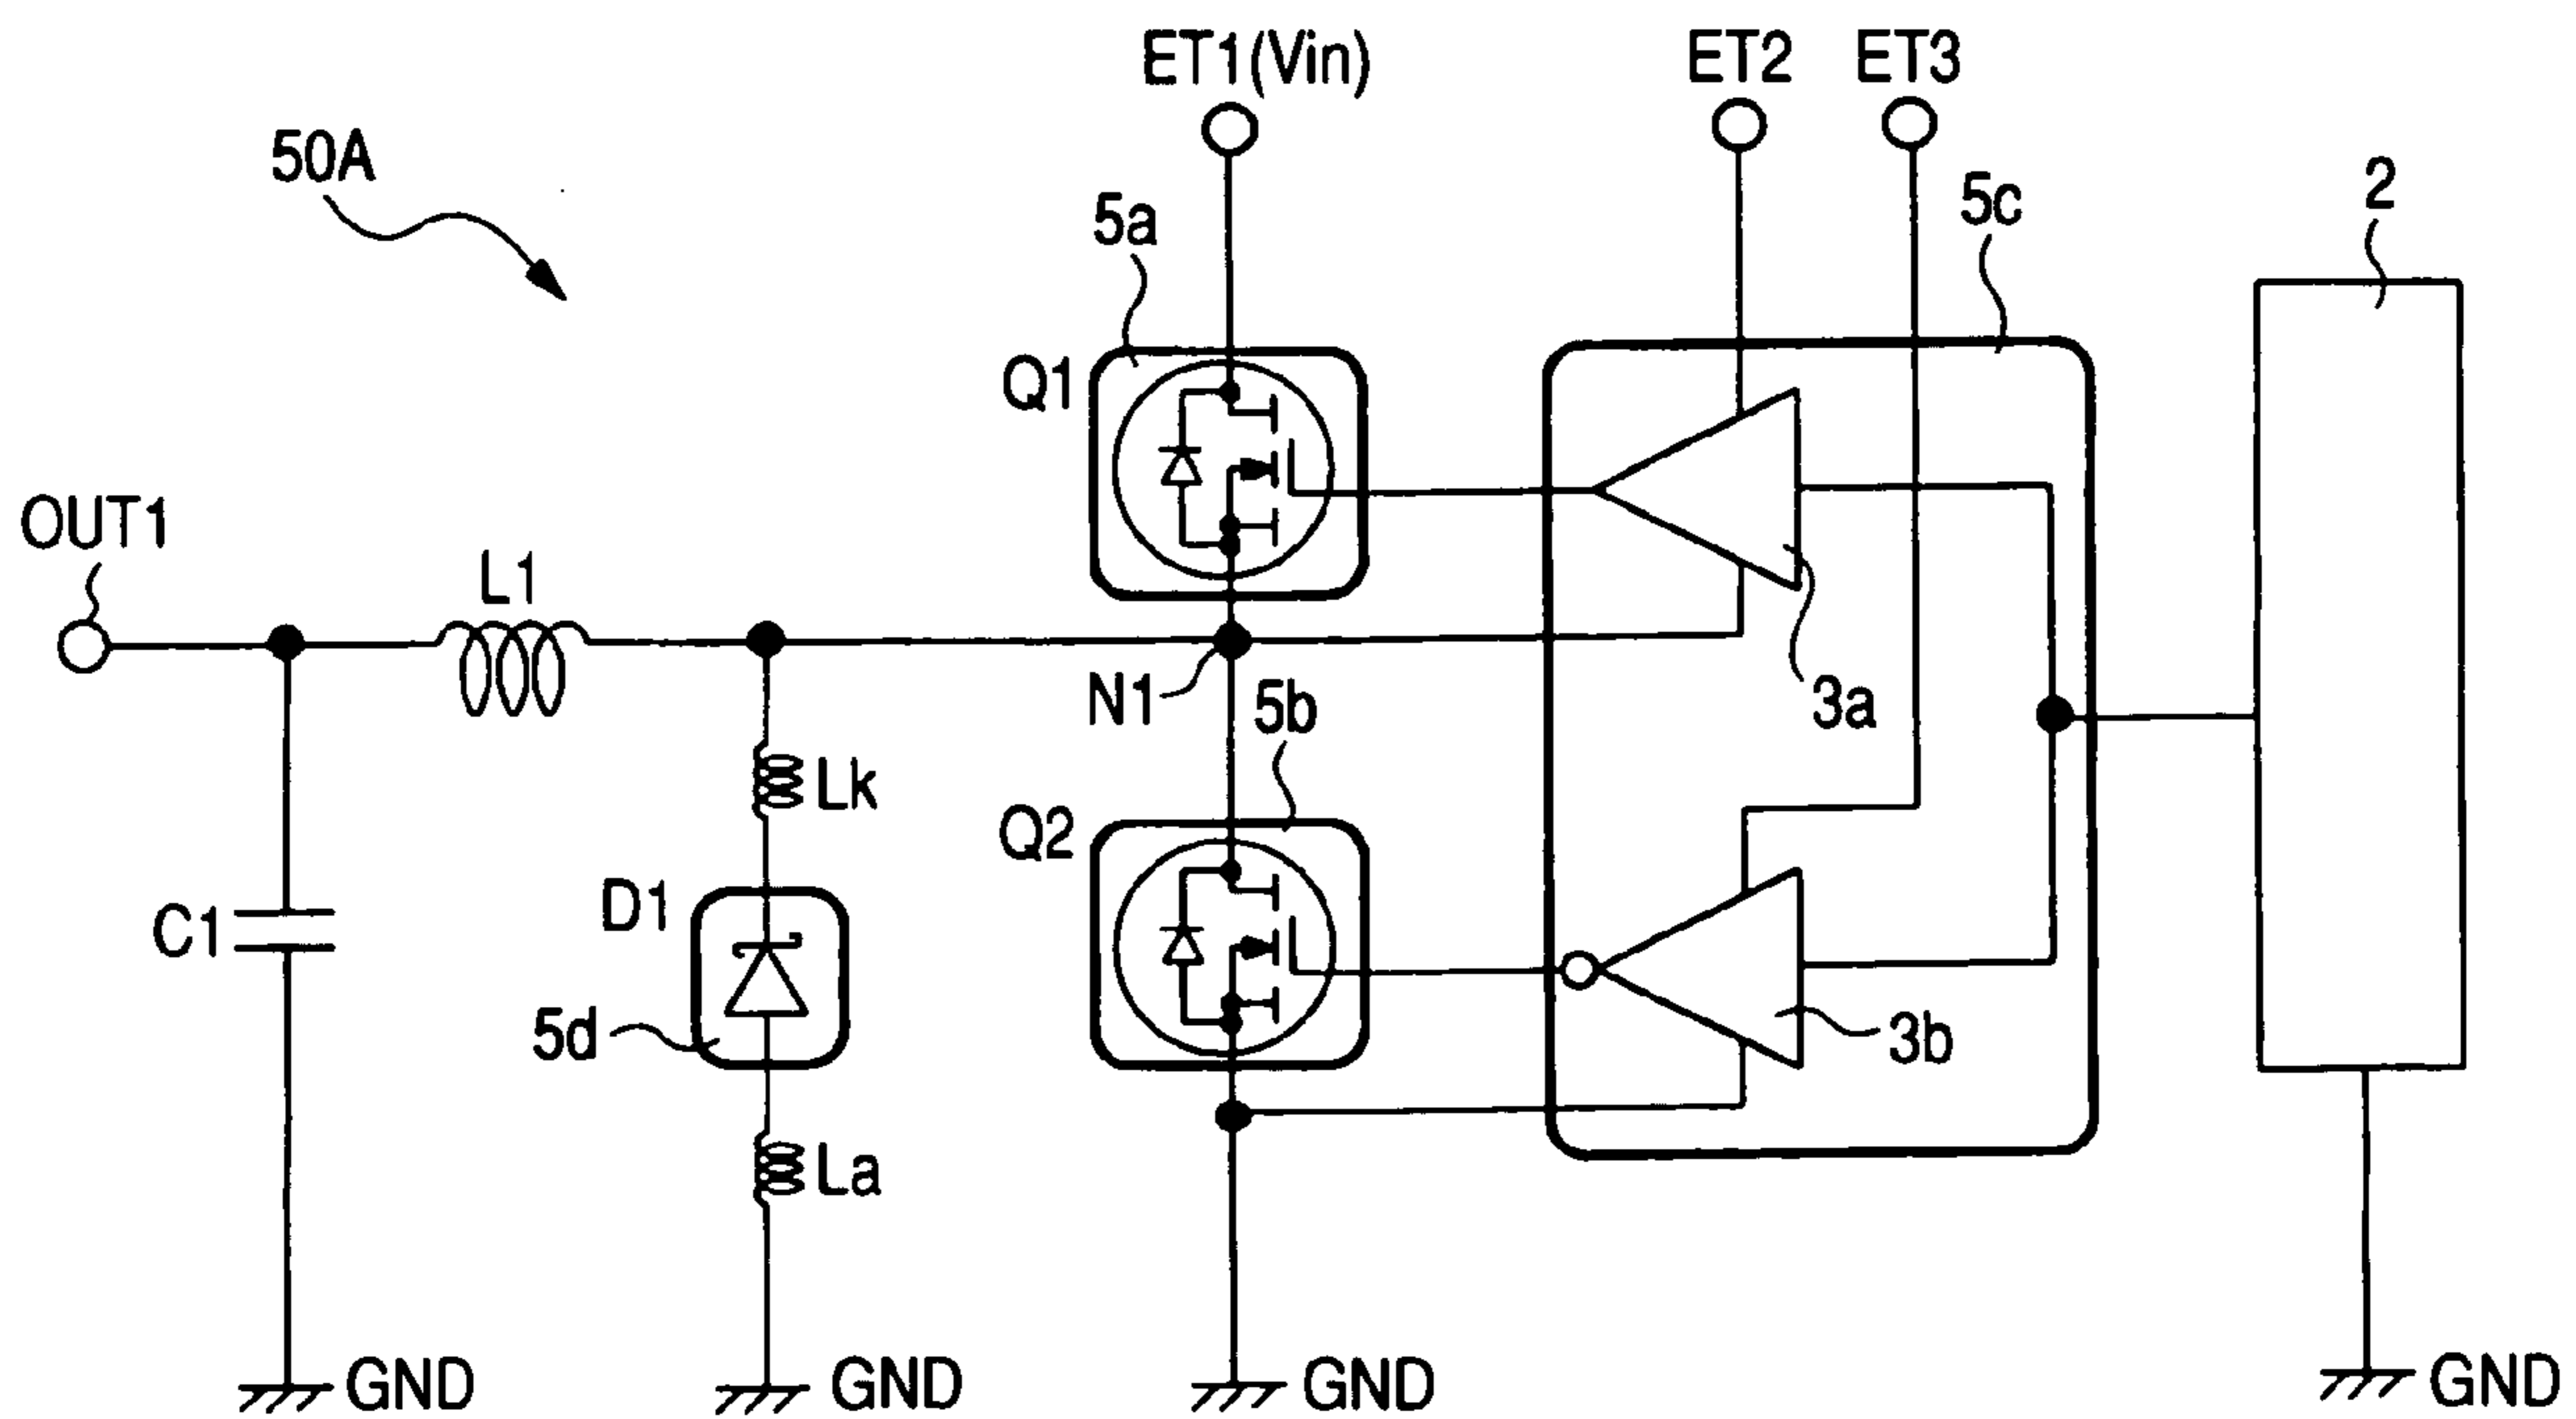 ET1(Vin)
ET2
ET3
50A
5a
5c
2
Q1
OUT1
L1
N1
5b
3a
Lk
Q2
D1
C1
5d
3b
La
GND
GND
GND
GND